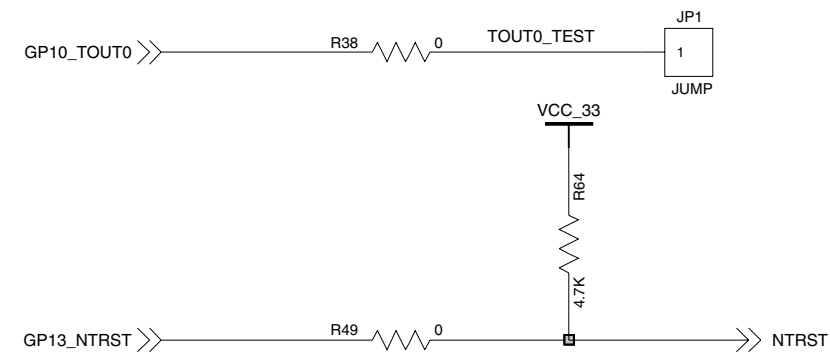 JP1
GP10_TOUT0 R38 0 TOUT0_TEST 1
JUMP
VCC_33
R64
4.7K
GP13_NTRST R49 0 NTRST